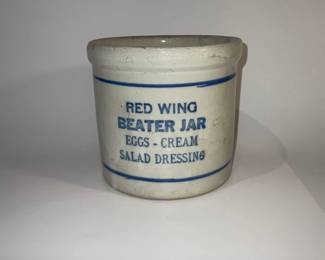 RED WING
BEATER JAR
EGGS - CREAM
SALAD DRESSING